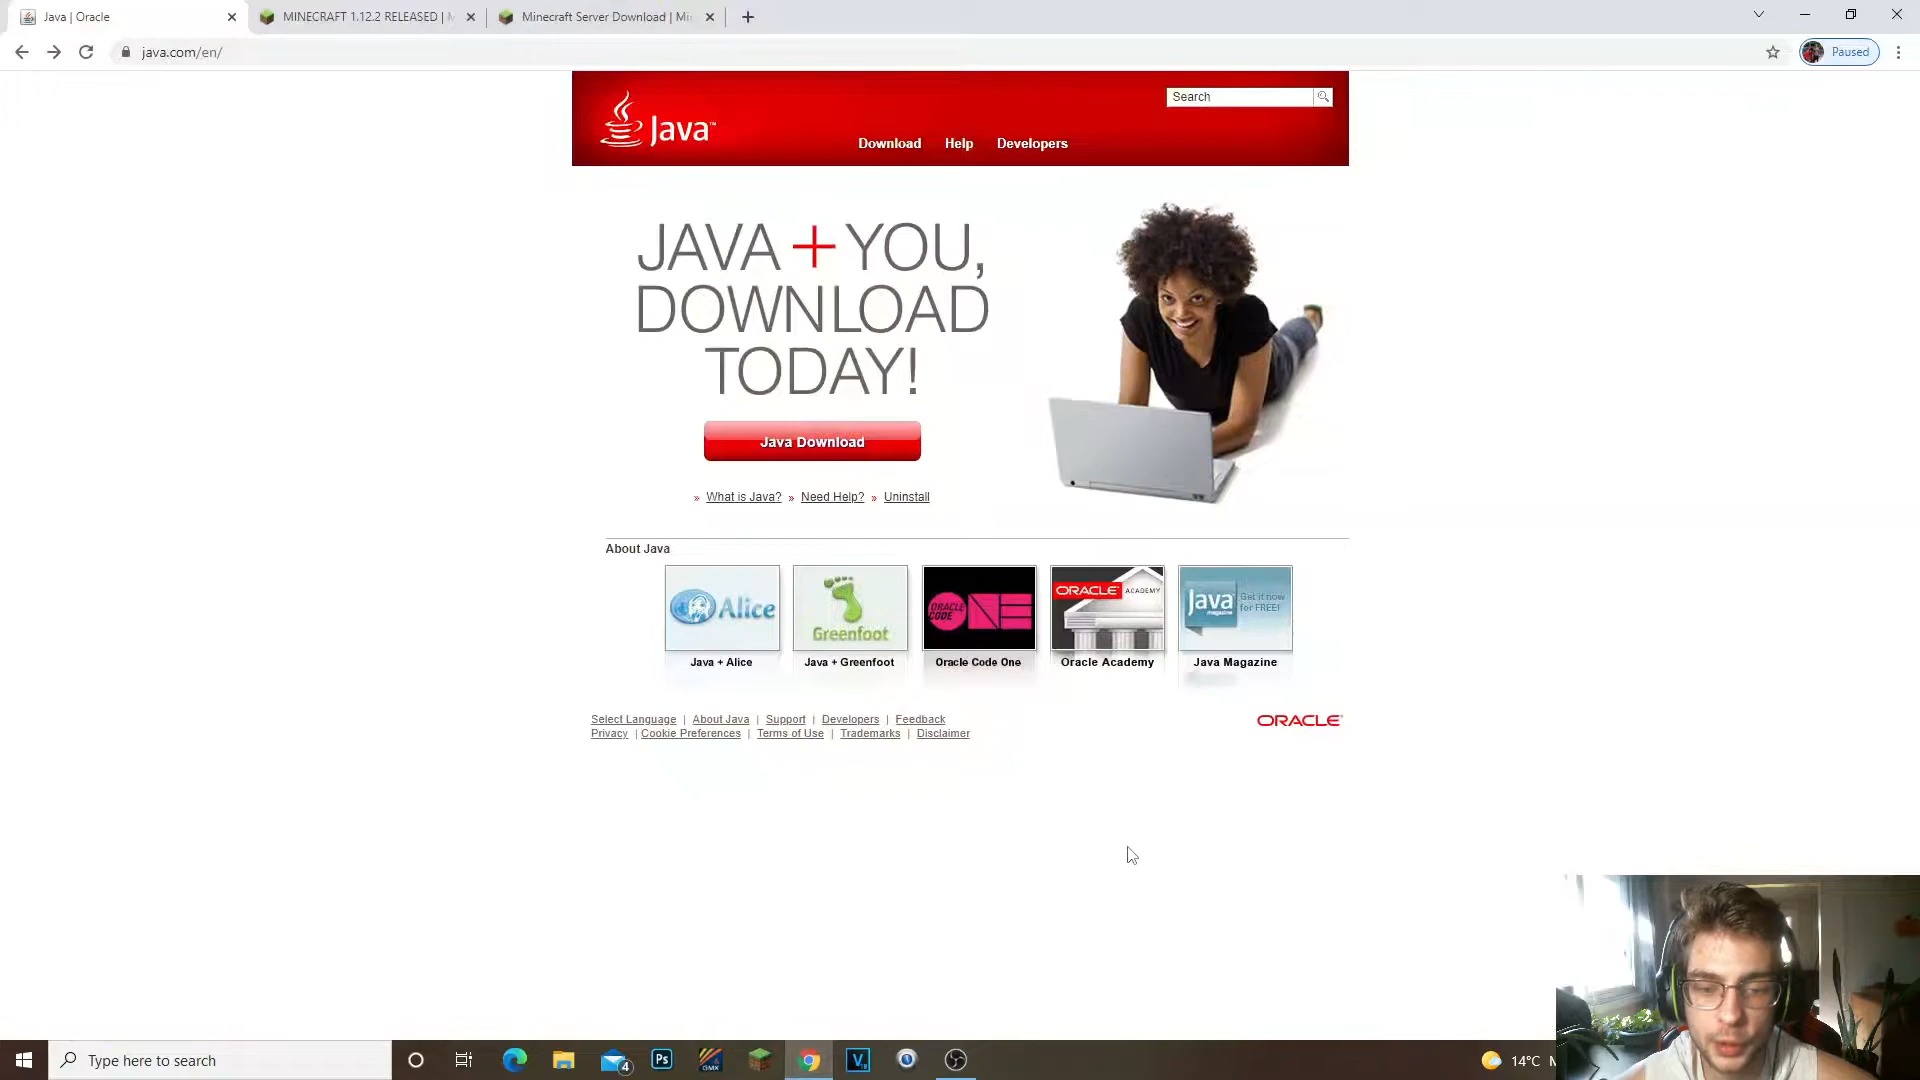 Java | Oracle
MINECRAFT 1.12.2 RELEASED |
Minecraft Server Download | Mi
java.com/en/
Paused
Java™
Search
Download Help Developers
JAVA + YOU,
DOWNLOAD
TODAY!
Java Download
» What is Java? » Need Help? » Uninstall
About Java
Alice
Greenfoot
ORACLE CODE ONE
ORACLE ACADEMY
Java magazine Get it now for FREE!
Java + Alice
Java + Greenfoot
Oracle Code One
Oracle Academy
Java Magazine
Select Language | About Java | Support | Developers | Feedback
Privacy | Cookie Preferences | Terms of Use | Trademarks | Disclaimer
ORACLE
Type here to search
4
Ps
GMX
V
14°C